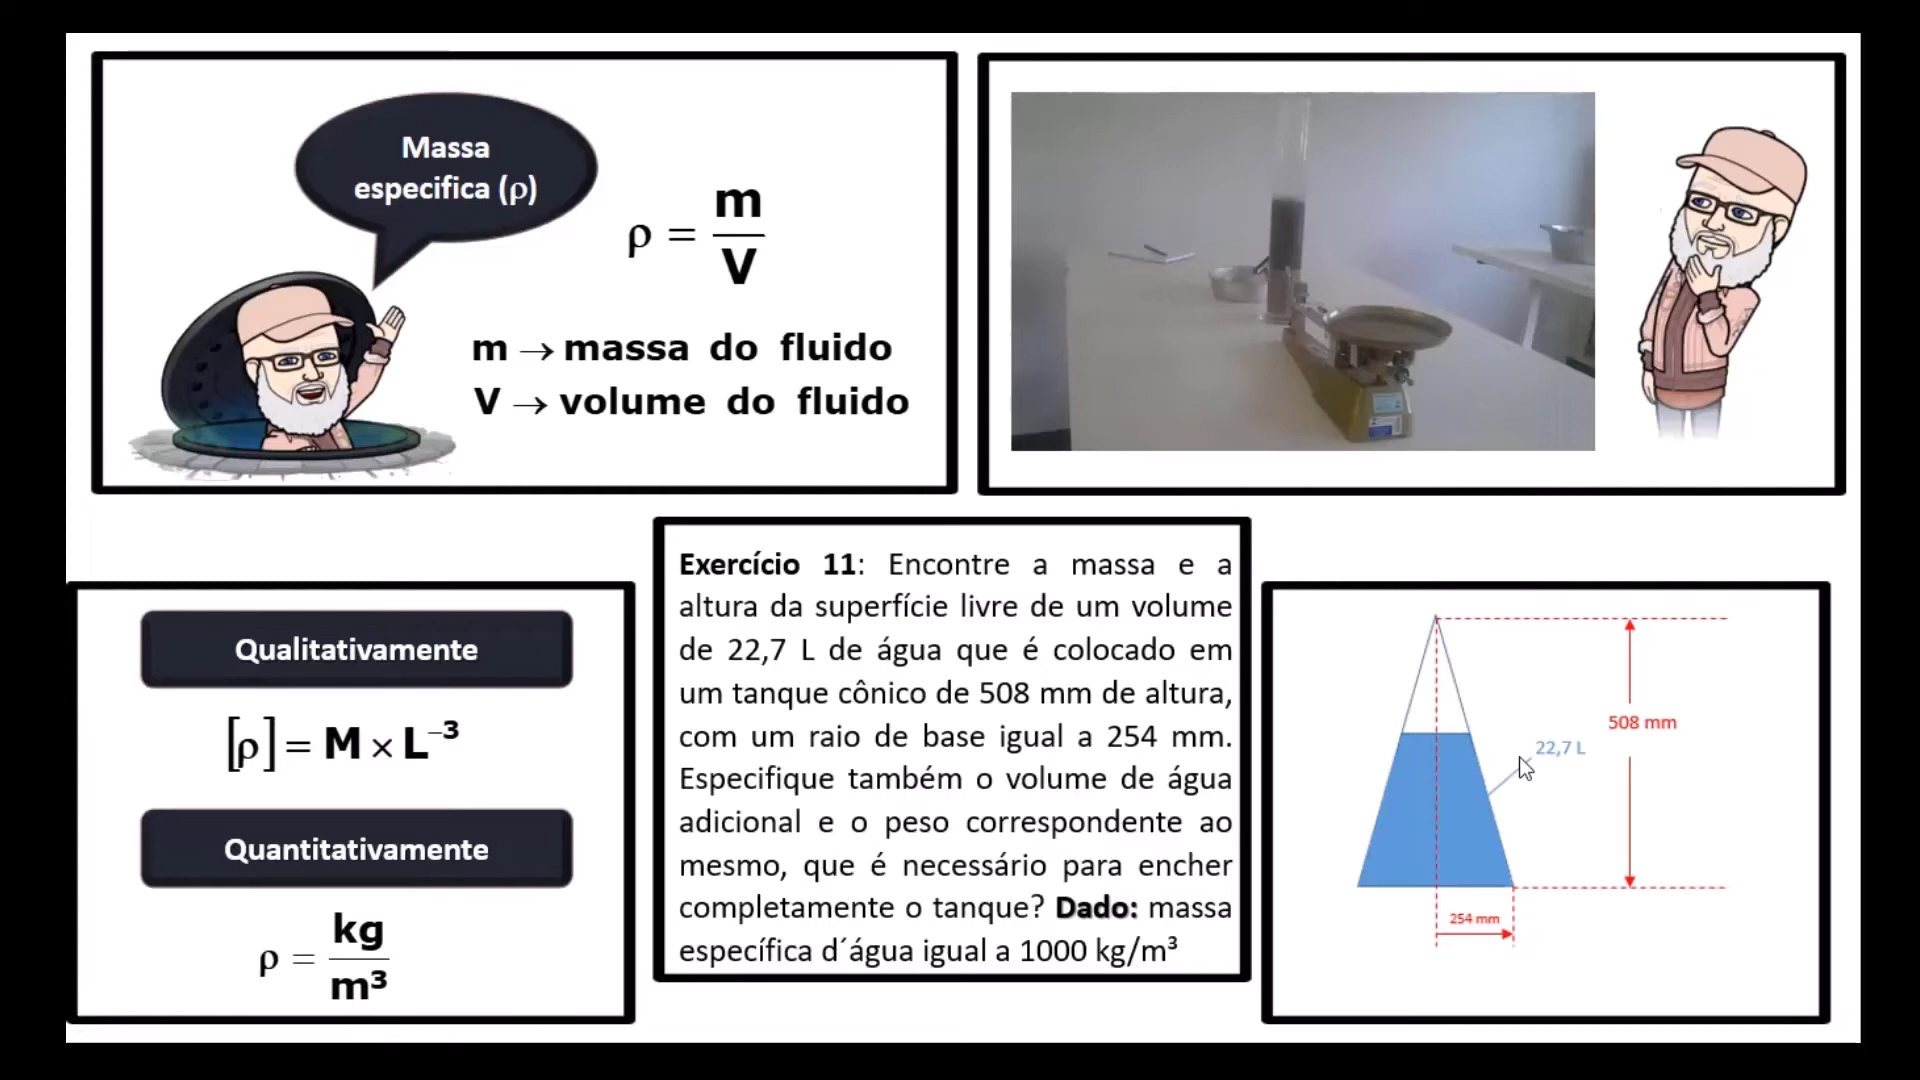 Massa
especifica (ρ)
ρ = m/V
m → massa do fluido
V → volume do fluido
Qualitativamente
[ρ] = M × L⁻³
Quantitativamente
ρ = kg/m³
Exercício 11: Encontre a massa e a
altura da superfície livre de um volume
de 22,7 L de água que é colocado em
um tanque cônico de 508 mm de altura,
com um raio de base igual a 254 mm.
Especifique também o volume de água
adicional e o peso correspondente ao
mesmo, que é necessário para encher
completamente o tanque? Dado: massa
específica d´água igual a 1000 kg/m³
508 mm
22,7 L
254 mm